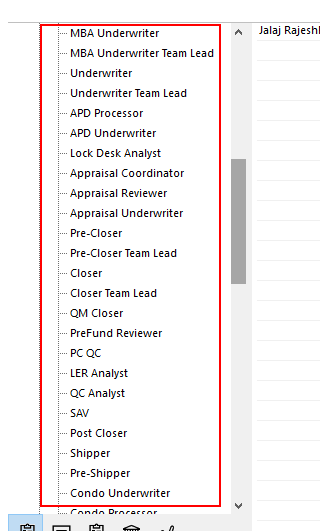 MBA Underwriter
MBA Underwriter Team Lead
Underwriter
Underwriter Team Lead
APD Processor
APD Underwriter
Lock Desk Analyst
Appraisal Coordinator
Appraisal Reviewer
Appraisal Underwriter
Pre-Closer
Pre-Closer Team Lead
Closer
Closer Team Lead
QM Closer
PreFund Reviewer
PC QC
LER Analyst
QC Analyst
SAV
Post Closer
Shipper
Pre-Shipper
Condo Underwriter
Condo Processor
Jalaj